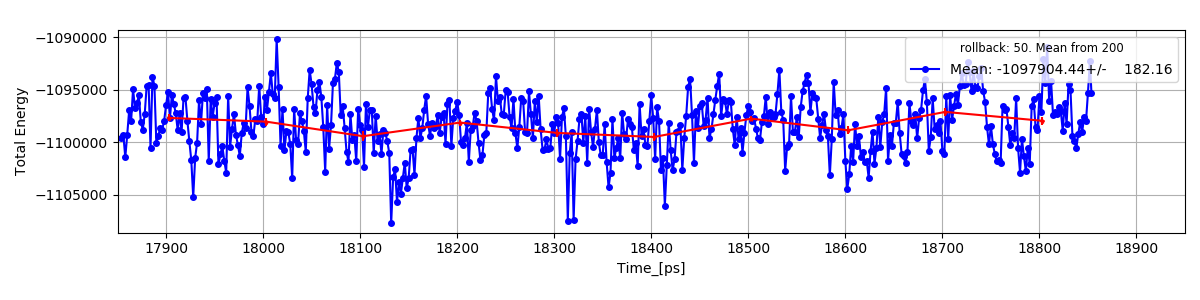 Total Energy
−1090000
−1095000
−1100000
−1105000
rollback: 50. Mean from 200
Mean: -1097904.44+/- 182.16
17900 18000 18100 18200 18300 18400 18500 18600 18700 18800 18900
Time_[ps]